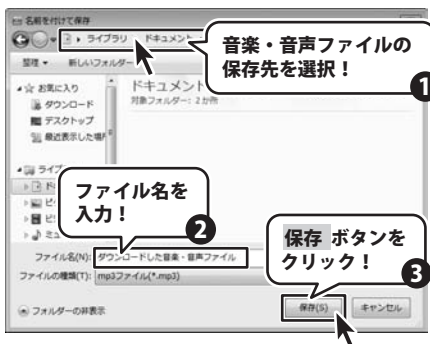 名前を付けて保存
ライブラリ ドキュメント
音楽・音声ファイルの
保存先を選択！
1
整理 新しいフォルダー
お気に入り
ダウンロード
デスクトップ
最近表示した場所
ドキュメント
対象フォルダー: 2か所
ライブ
ファイル名を
入力！
2
保存 ボタンを
クリック！
3
ファイル名(N): ダウンロードした音楽・音声ファイル
ファイルの種類(T): mp3ファイル(*.mp3)
フォルダーの非表示
保存(S) キャンセル